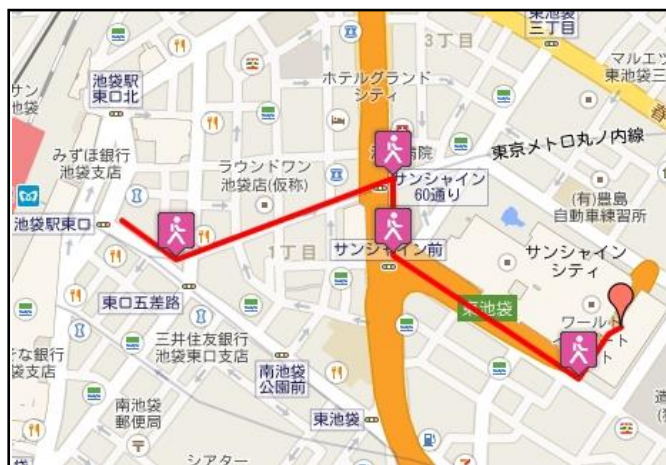 東池袋
三丁目
3丁目
池袋駅
東口北
ホテルグランド
シティ
マルエツ
東池袋三
サン
池袋
みずほ銀行
池袋支店
東京メトロ丸ノ内線
病院
ラウンドワン
池袋店(仮称)
サンシャイン
60通り
(有)豊島
自動車練習所
池袋駅東口
1丁目
サンシャイン前
サンシャイン
シティ
東口五差路
東池袋
ワール
三井住友銀行
池袋東口支店
南池袋
公園前
そな銀行
袋支店
南池袋
郵便局
東池袋
シアター